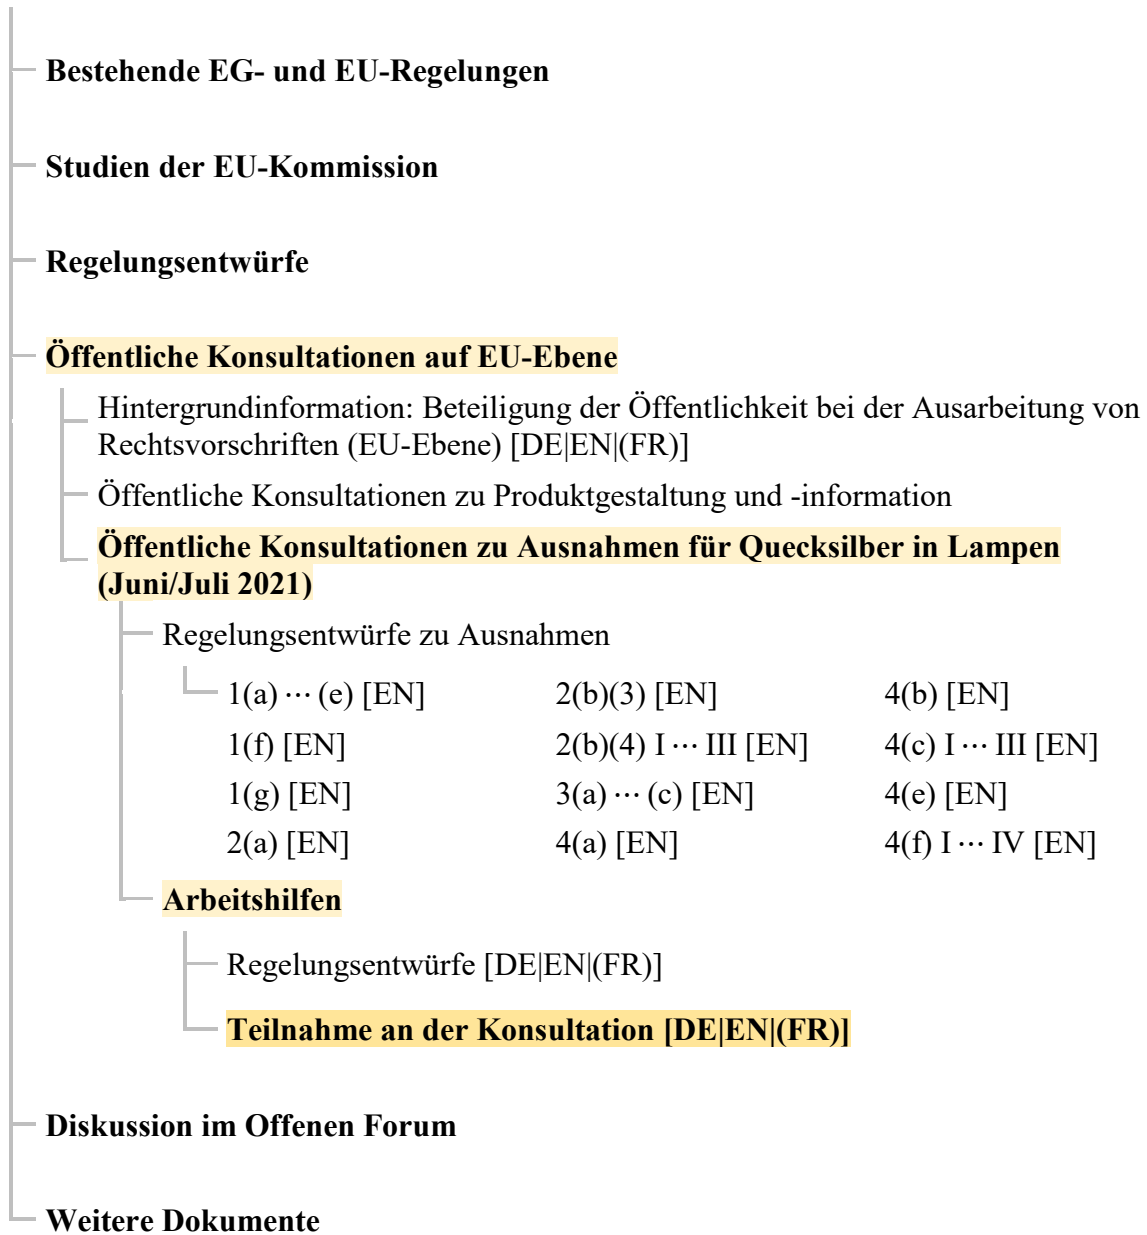 Bestehende EG- und EU-Regelungen
Studien der EU-Kommission
Regelungsentwürfe
Öffentliche Konsultationen auf EU-Ebene
Hintergrundinformation: Beteiligung der Öffentlichkeit bei der Ausarbeitung von
Rechtsvorschriften (EU-Ebene) [DE|EN|(FR)]
Öffentliche Konsultationen zu Produktgestaltung und -information
Öffentliche Konsultationen zu Ausnahmen für Quecksilber in Lampen
(Juni/Juli 2021)
Regelungsentwürfe zu Ausnahmen
1(a) ··· (e) [EN] 2(b)(3) [EN] 4(b) [EN]
1(f) [EN] 2(b)(4) I ··· III [EN] 4(c) I ··· III [EN]
1(g) [EN] 3(a) ··· (c) [EN] 4(e) [EN]
2(a) [EN] 4(a) [EN] 4(f) I ··· IV [EN]
Arbeitshilfen
Regelungsentwürfe [DE|EN|(FR)]
Teilnahme an der Konsultation [DE|EN|(FR)]
Diskussion im Offenen Forum
Weitere Dokumente